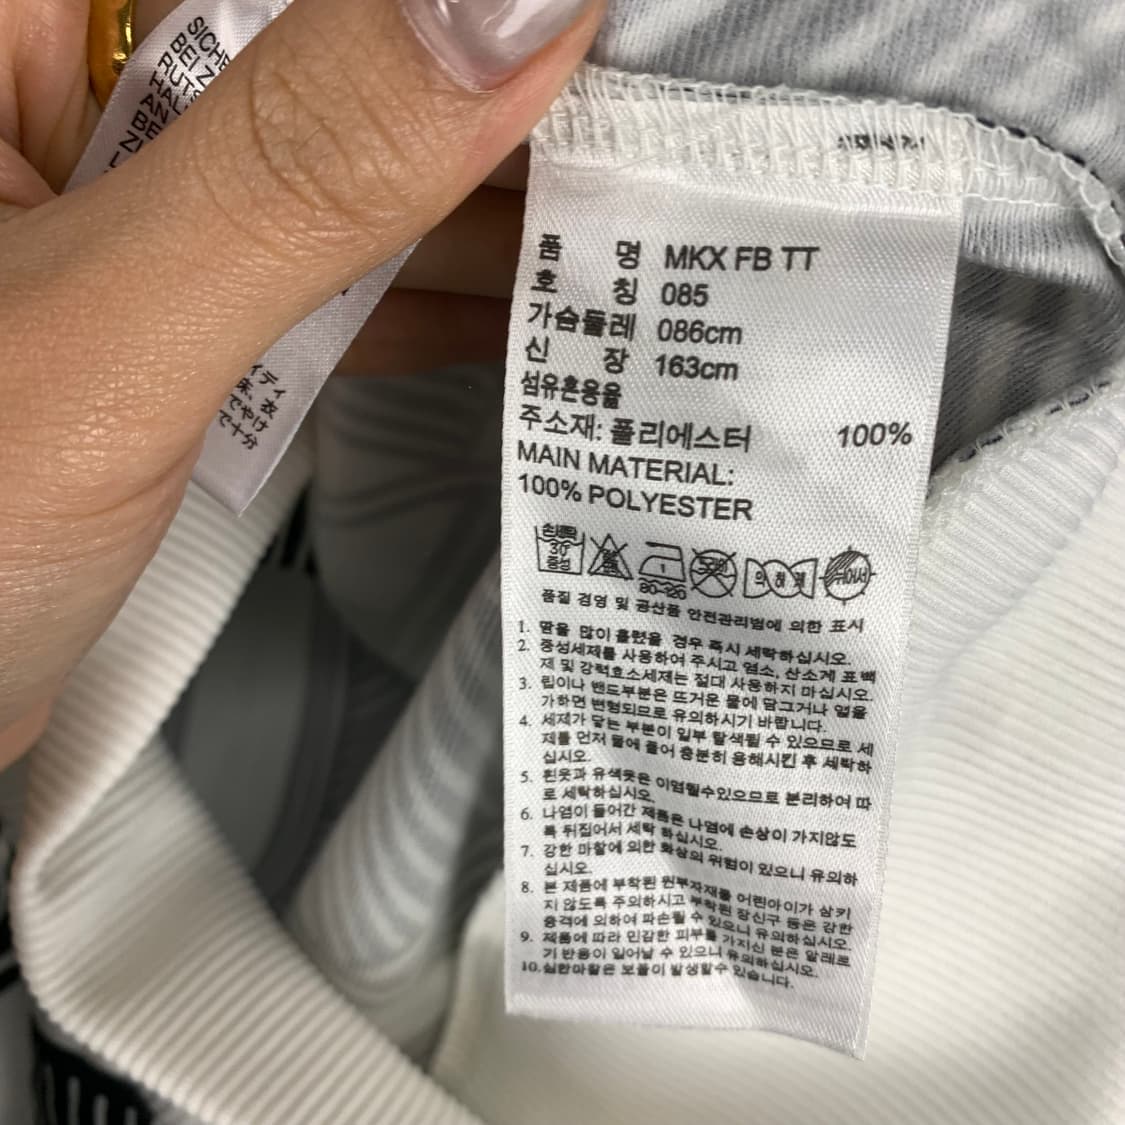 품 명 MKX FB TT
호 칭 085
가슴둘레 086cm
신 장 163cm
섬유혼용율
주소재: 폴리에스터 100%
MAIN MATERIAL:
100% POLYESTER
손세탁
30
중성
1
80-120
드라이
약하게
뉘어서
품질 경영 및 공산품 안전관리법에 의한 표시
1. 땀을 많이 흘렸을 경우 즉시 세탁하십시오.
2. 중성세제를 사용하여 주시고 염소, 산소계 표백
제 및 강력효소세제는 절대 사용하지 마십시오.
3. 립이나 밴드부분은 뜨거운 물에 담그거나 열을
가하면 변형되므로 유의하시기 바랍니다.
4. 세제가 닿는 부분이 일부 탈색될 수 있으므로 세
제를 먼저 물에 풀어 충분히 용해시킨 후 세탁하
십시오.
5. 흰옷과 유색옷은 이염될수있으므로 분리하여 따
로 세탁하십시오.
6. 나염이 들어간 제품은 나염에 손상이 가지않도
록 뒤집어서 세탁 하십시오.
7. 강한 마찰에 의한 화상의 위험이 있으니 유의하
십시오.
8. 본 제품에 부착된 원부자재를 어린아이가 삼키
지 않도록 주의하시고 부착된 장신구 등은 강한
충격에 의하여 파손될 수 있으니 유의하십시오.
9. 제품에 따라 민감한 피부를 가지신 분은 알레르
기 반응이 일어날 수 있으니 유의하십시오.
10.심한마찰은 보풀이 발생할수 있습니다.